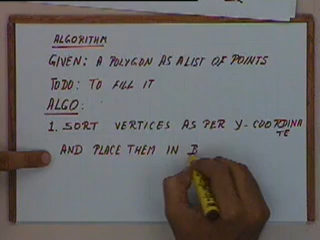 ALGORITHM
GIVEN: A POLYGON AS A LIST OF POINTS
TODO: TO FILL IT
ALGO:
1. SORT VERTICES AS PER Y-COORDINATE
AND PLACE THEM IN B